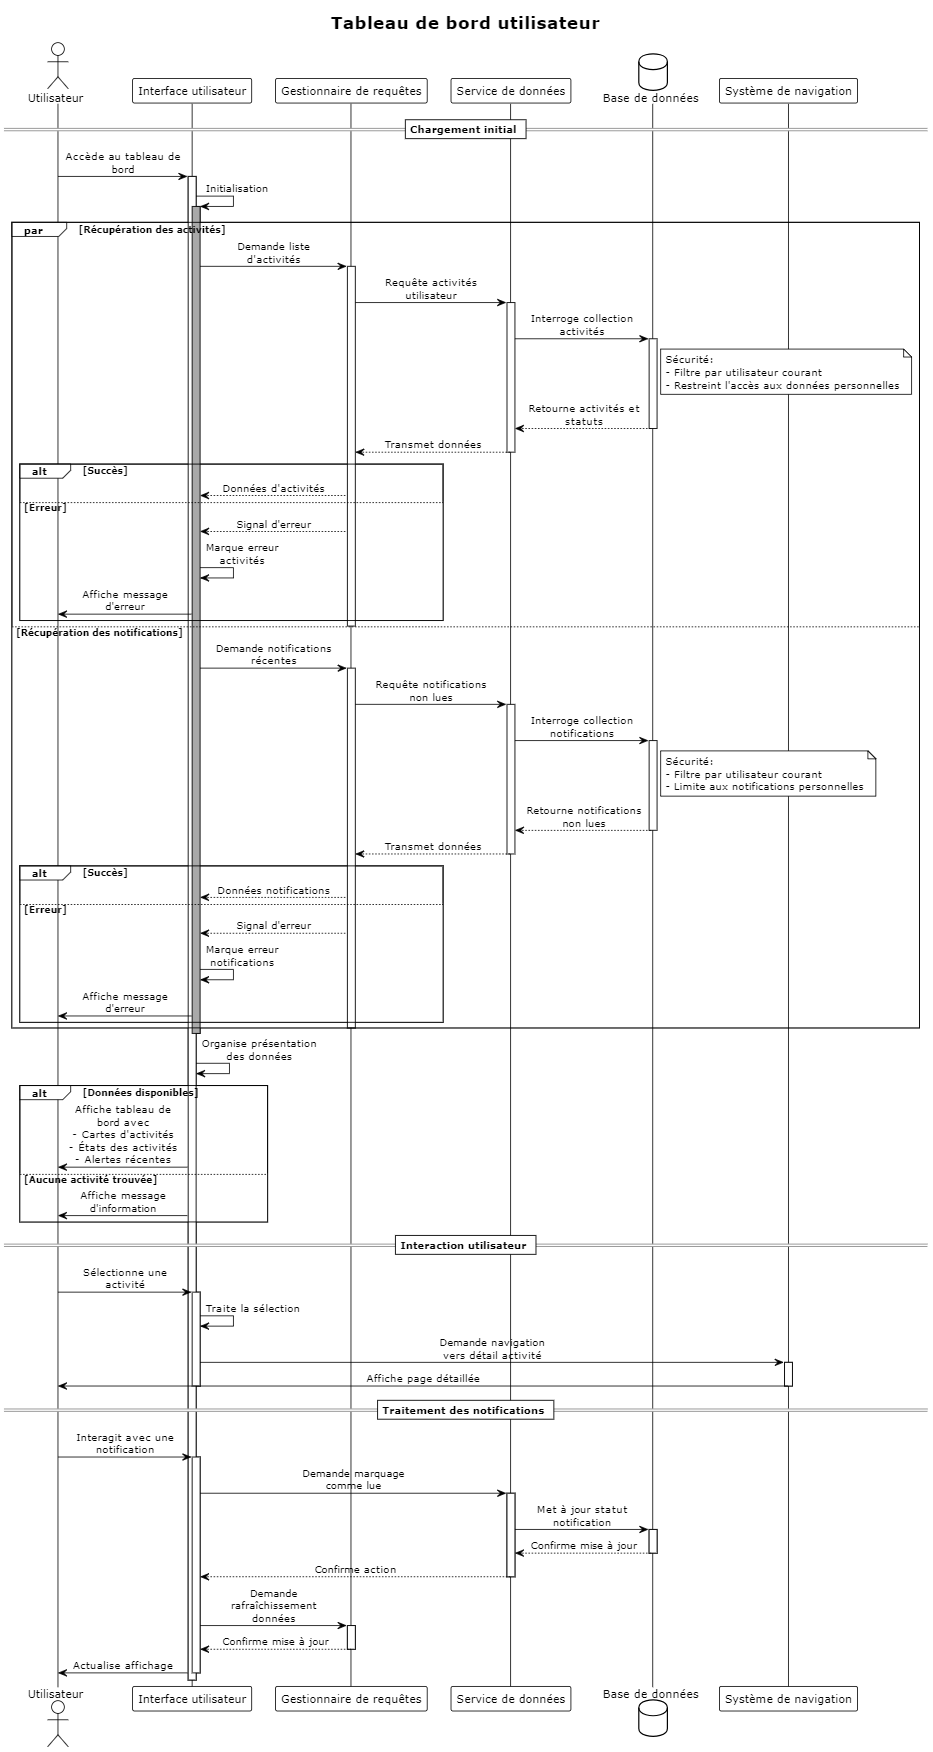 Tableau de bord utilisateur
Utilisateur
Interface utilisateur
Gestionnaire de requêtes
Service de données
Base de données
Système de navigation
Chargement initial
Accède au tableau de
bord
Initialisation
par
[Récupération des activités]
Demande liste
d'activités
Requête activités
utilisateur
Interroge collection
activités
Sécurité:
- Filtre par utilisateur courant
- Restreint l'accès aux données personnelles
Retourne activités et
statuts
Transmet données
alt
[Succès]
Données d'activités
[Erreur]
Signal d'erreur
Marque erreur
activités
Affiche message
d'erreur
[Récupération des notifications]
Demande notifications
récentes
Requête notifications
non lues
Interroge collection
notifications
Sécurité:
- Filtre par utilisateur courant
- Limite aux notifications personnelles
Retourne notifications
non lues
Transmet données
alt
[Succès]
Données notifications
[Erreur]
Signal d'erreur
Marque erreur
notifications
Affiche message
d'erreur
Organise présentation
des données
alt
[Données disponibles]
Affiche tableau de
bord avec
- Cartes d'activités
- États des activités
- Alertes récentes
[Aucune activité trouvée]
Affiche message
d'information
Interaction utilisateur
Sélectionne une
activité
Traite la sélection
Demande navigation
vers détail activité
Affiche page détaillée
Traitement des notifications
Interagit avec une
notification
Demande marquage
comme lue
Met à jour statut
notification
Confirme mise à jour
Confirme action
Demande
rafraîchissement
données
Confirme mise à jour
Actualise affichage
Utilisateur
Interface utilisateur
Gestionnaire de requêtes
Service de données
Base de données
Système de navigation